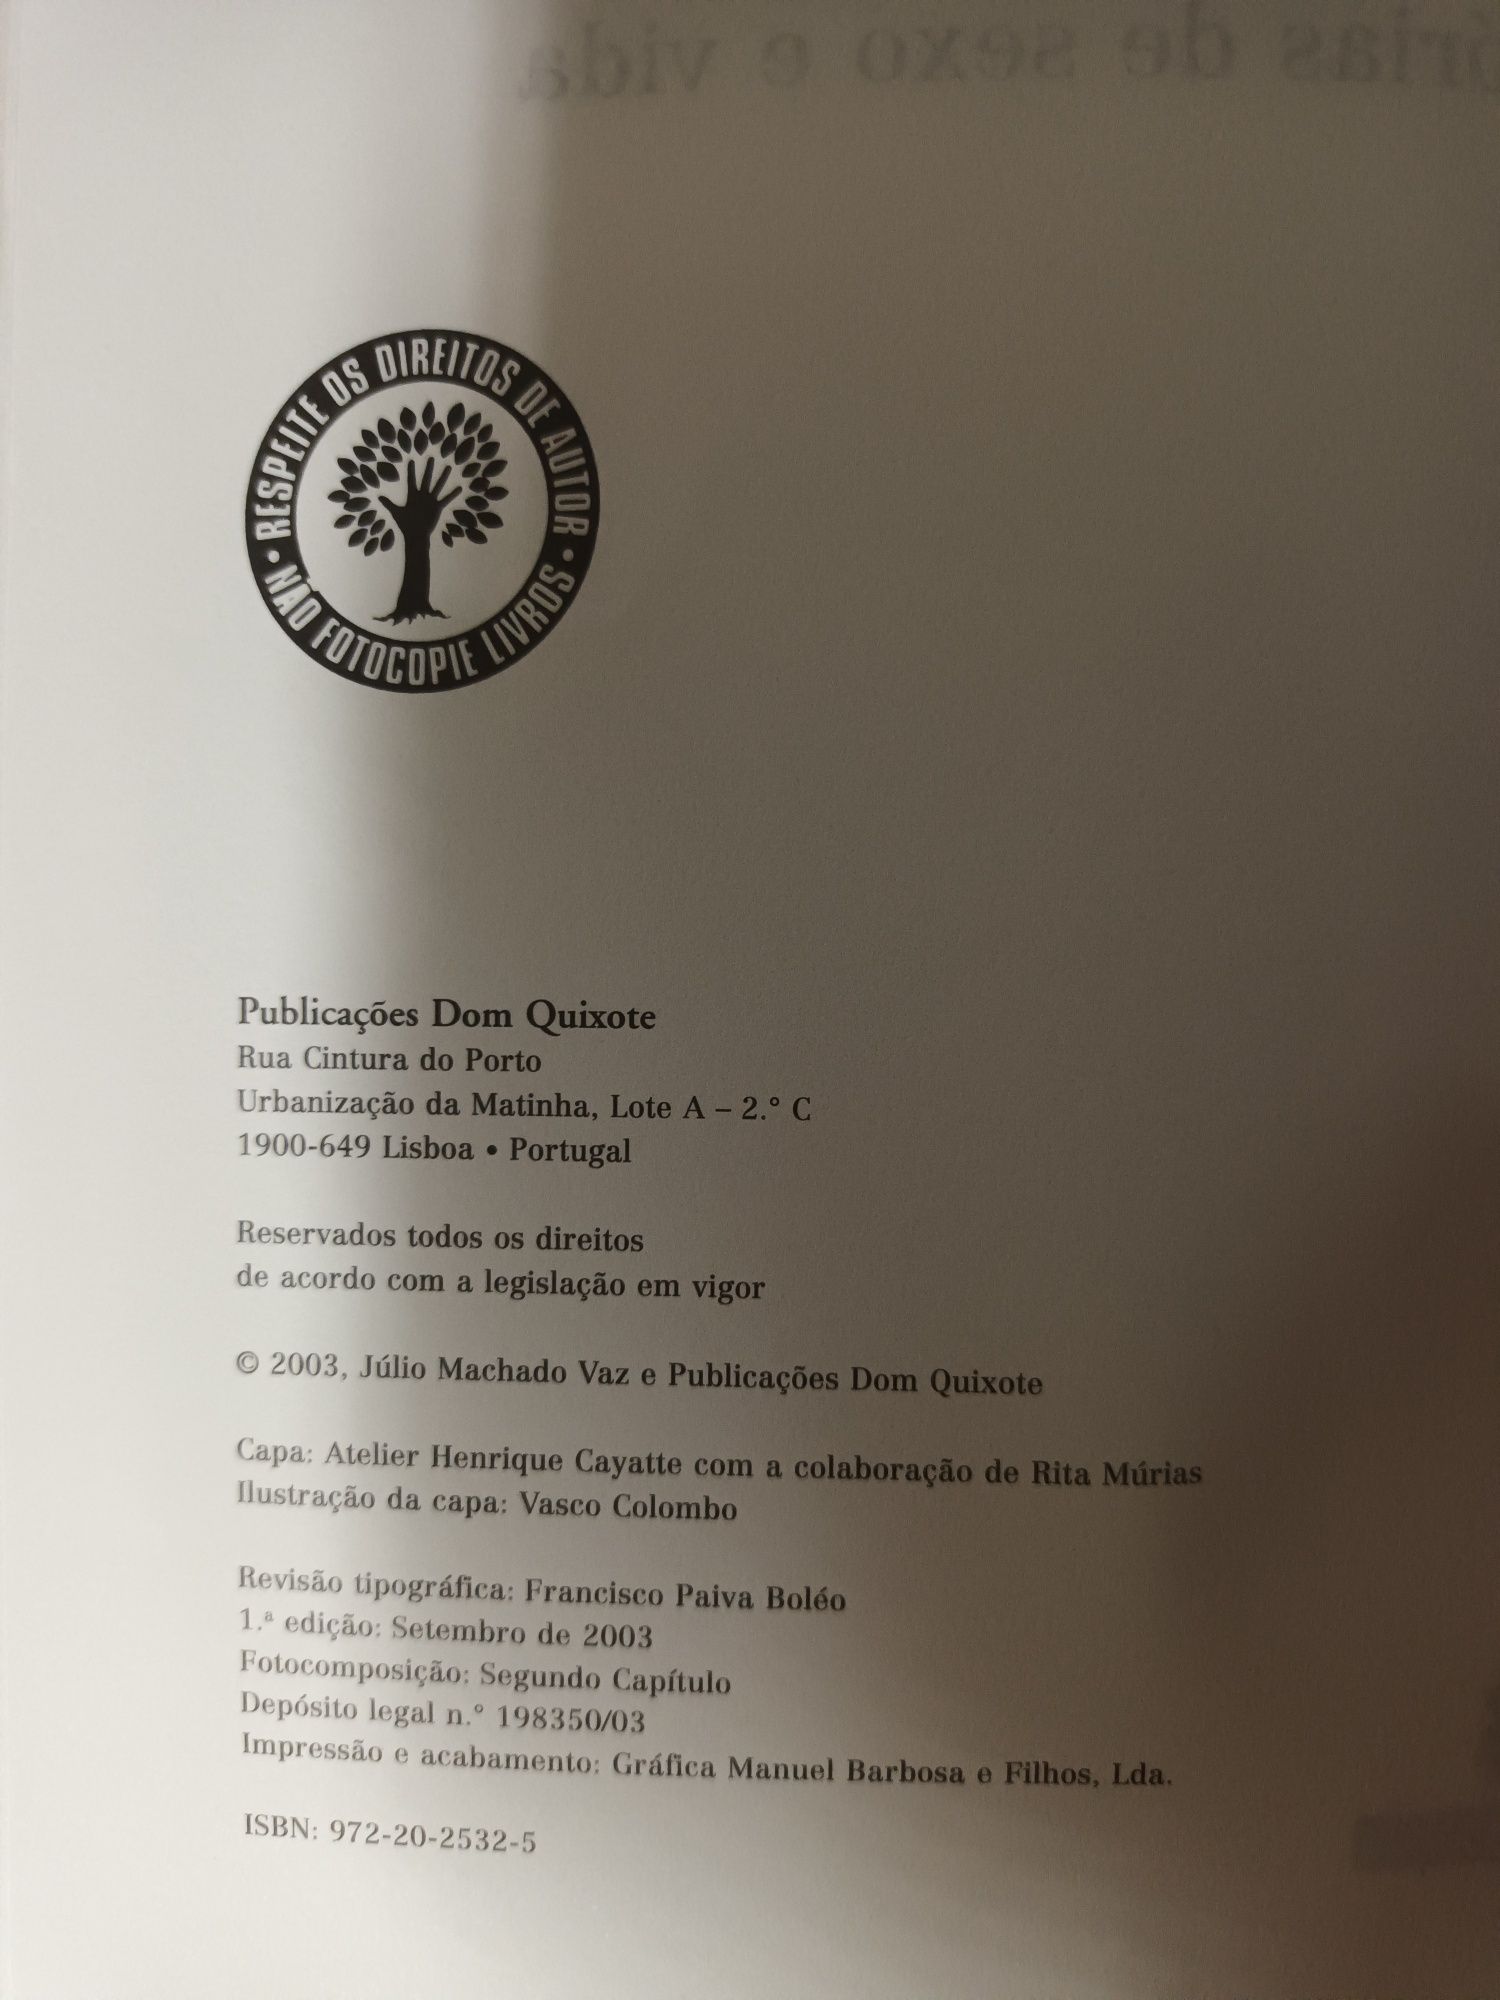 órias de sexo e vida
RESPEITE OS DIREITOS DE AUTOR •
NÃO FOTOCOPIE LIVROS •
Publicações Dom Quixote
Rua Cintura do Porto
Urbanização da Matinha, Lote A – 2.° C
1900-649 Lisboa • Portugal
Reservados todos os direitos
de acordo com a legislação em vigor
© 2003, Júlio Machado Vaz e Publicações Dom Quixote
Capa: Atelier Henrique Cayatte com a colaboração de Rita Múrias
Ilustração da capa: Vasco Colombo
Revisão tipográfica: Francisco Paiva Boléo
1.ª edição: Setembro de 2003
Fotocomposição: Segundo Capítulo
Depósito legal n.° 198350/03
Impressão e acabamento: Gráfica Manuel Barbosa e Filhos, Lda.
ISBN: 972-20-2532-5